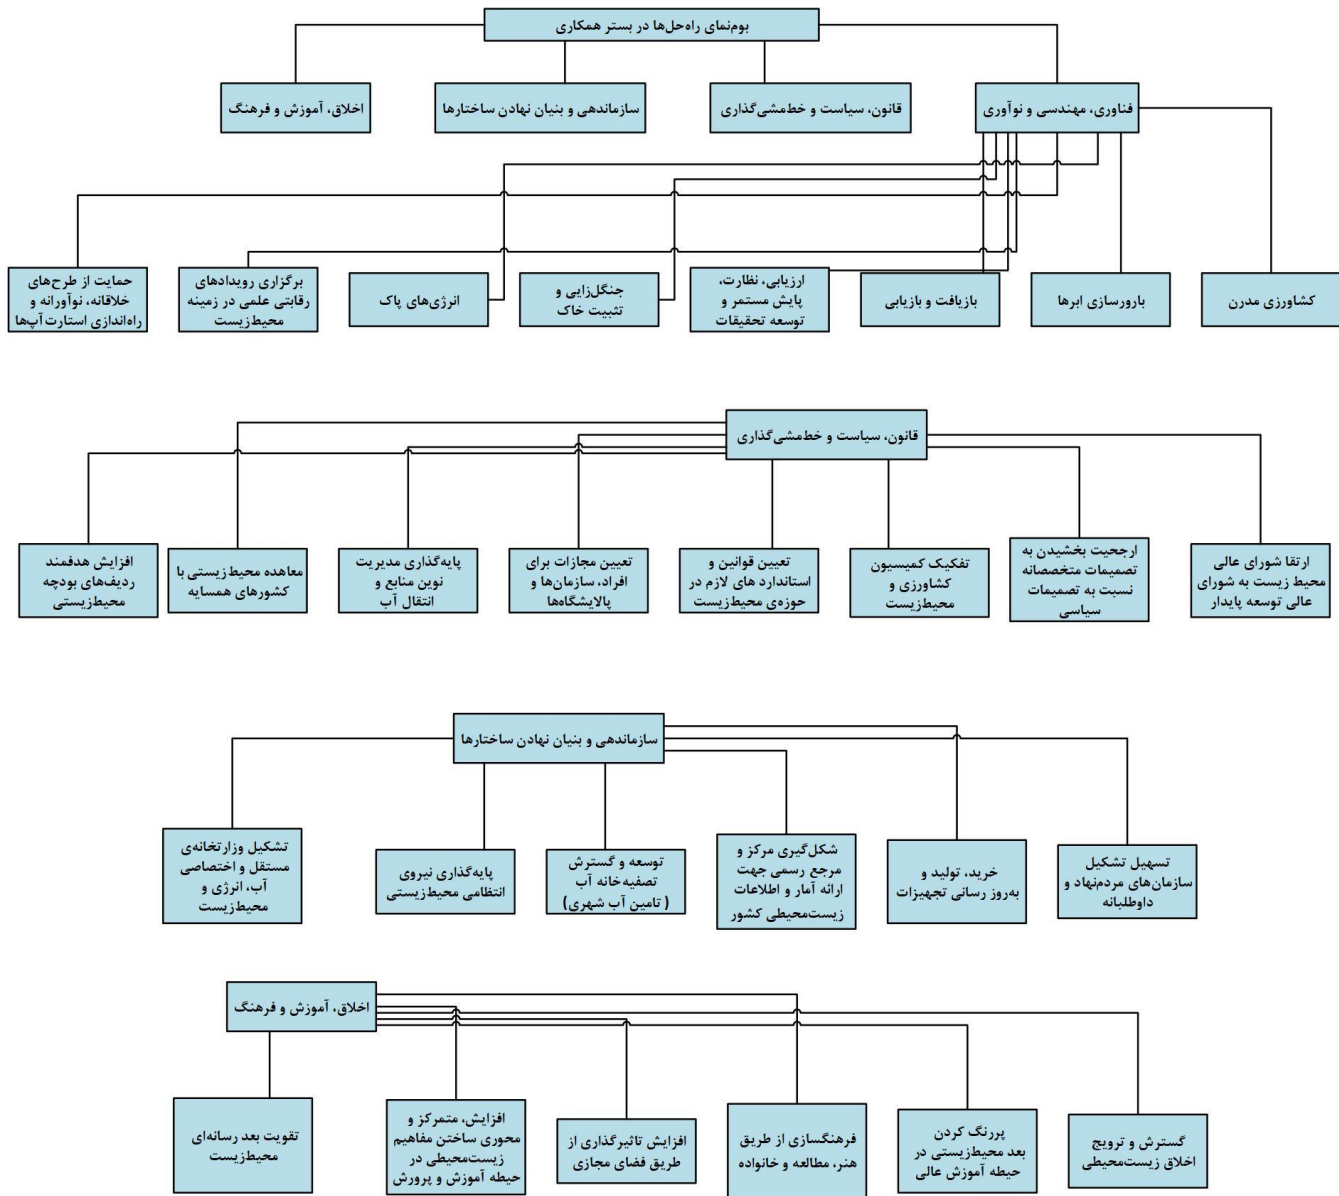 بوم‌نمای راه‌حل‌ها در بستر همکاری
فناوری، مهندسی و نوآوری
قانون، سیاست و خط‌مشی‌گذاری
سازماندهی و بنیان نهادن ساختارها
اخلاق، آموزش و فرهنگ
کشاورزی مدرن
بارورسازی ابرها
بازیافت و بازیابی
ارزیابی، نظارت،
پایش مستمر و
توسعه تحقیقات
جنگل‌زایی و
تثبیت خاک
انرژی‌های پاک
برگزاری رویدادهای
رقابتی علمی در زمینه
محیط‌زیست
حمایت از طرح‌های
خلاقانه، نوآورانه و
راه‌اندازی استارت آپ‌ها
قانون، سیاست و خط‌مشی‌گذاری
ارتقا شورای عالی
محیط زیست به شورای
عالی توسعه پایدار
ارجحیت بخشیدن به
تصمیمات متخصصانه
نسبت به تصمیمات
سیاسی
تفکیک کمیسیون
کشاورزی و
محیط‌زیست
تعیین قوانین و
استاندارد های لازم در
حوزه‌ی محیط‌زیست
تعیین مجازات برای
افراد، سازمان‌ها و
پالایشگاه‌ها
پایه‌گذاری مدیریت
نوین منابع و
انتقال آب
معاهده محیط‌زیستی با
کشورهای همسایه
افزایش هدفمند
ردیف‌های بودجه
محیط‌زیستی
سازماندهی و بنیان نهادن ساختارها
تسهیل تشکیل
سازمان‌های مردم‌نهاد و
داوطلبانه
خرید، تولید و
به‌روز رسانی تجهیزات
شکل‌گیری مرکز و
مرجع رسمی جهت
ارائه آمار و اطلاعات
زیست‌محیطی کشور
توسعه و گسترش
تصفیه‌خانه آب
( تامین آب شهری)
پایه‌گذاری نیروی
انتظامی محیط‌زیستی
تشکیل وزارتخانه‌ی
مستقل و اختصاصی
آب، انرژی و
محیط‌زیست
اخلاق، آموزش و فرهنگ
گسترش و ترویج
اخلاق زیست‌محیطی
پررنگ کردن
بعد محیط‌زیستی در
حیطه آموزش عالی
فرهنگسازی از طریق
هنر، مطالعه و خانواده
افزایش تاثیرگذاری از
طریق فضای مجازی
افزایش، متمرکز و
محوری ساختن مفاهیم
زیست‌محیطی در
حیطه آموزش و پرورش
تقویت بعد رسانه‌ای
محیط‌زیست